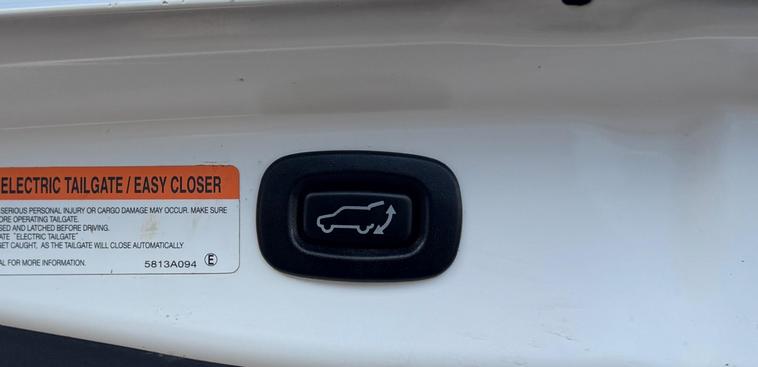 ELECTRIC TAILGATE / EASY CLOSER
SERIOUS PERSONAL INJURY OR CARGO DAMAGE MAY OCCUR. MAKE SURE
ORE OPERATING TAILGATE.
SED AND LATCHED BEFORE DRIVING.
ATE "ELECTRIC TAILGATE"
GET CAUGHT, AS THE TAILGATE WILL CLOSE AUTOMATICALLY
AL FOR MORE INFORMATION.
5813A094 E